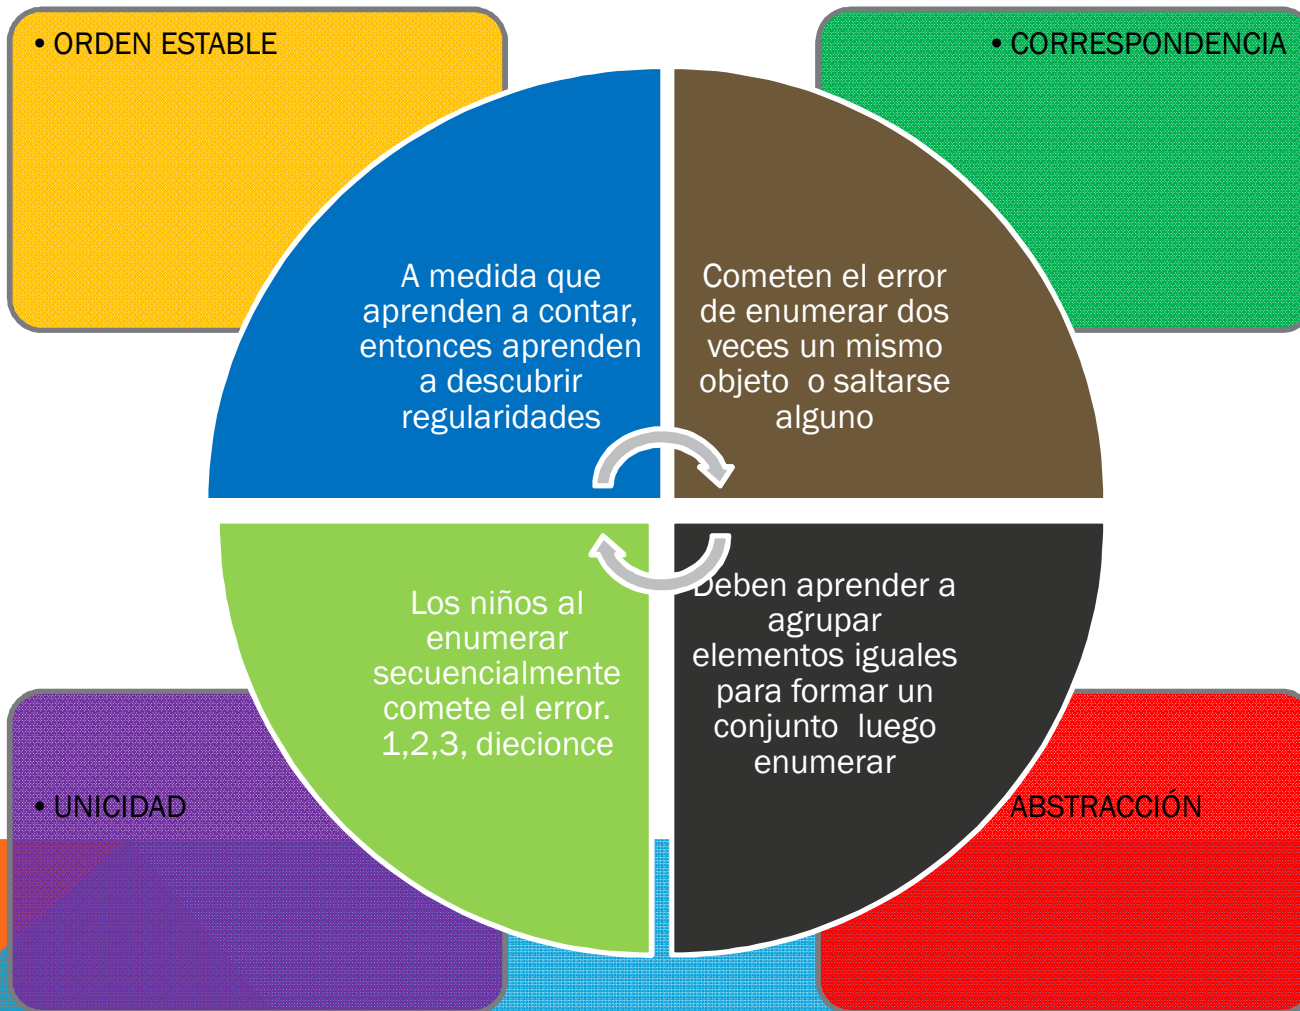 • ORDEN ESTABLE
• CORRESPONDENCIA
A medida que
aprenden a contar,
entonces aprenden
a descubrir
regularidades
Cometen el error
de enumerar dos
veces un mismo
objeto o saltarse
alguno
Los niños al
enumerar
secuencialmente
comete el error.
1,2,3, diecionce
Deben aprender a
agrupar
elementos iguales
para formar un
conjunto luego
enumerar
• UNICIDAD
ABSTRACCIÓN